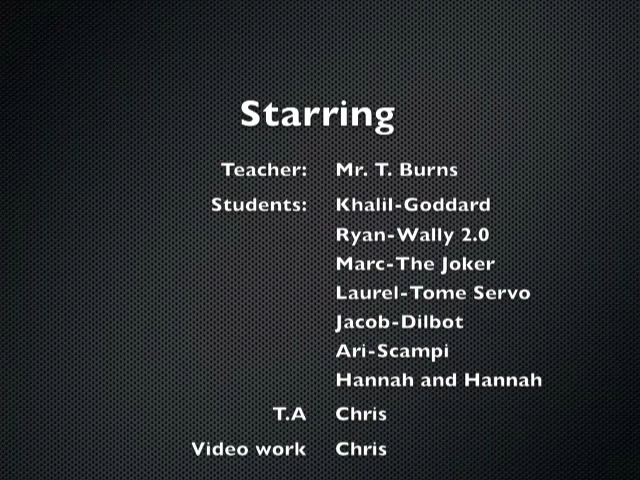 Starring
Teacher: Mr. T. Burns
Students: Khalil-Goddard
Ryan-Wally 2.0
Marc-The Joker
Laurel-Tome Servo
Jacob-Dilbot
Ari-Scampi
Hannah and Hannah
T.A Chris
Video work Chris